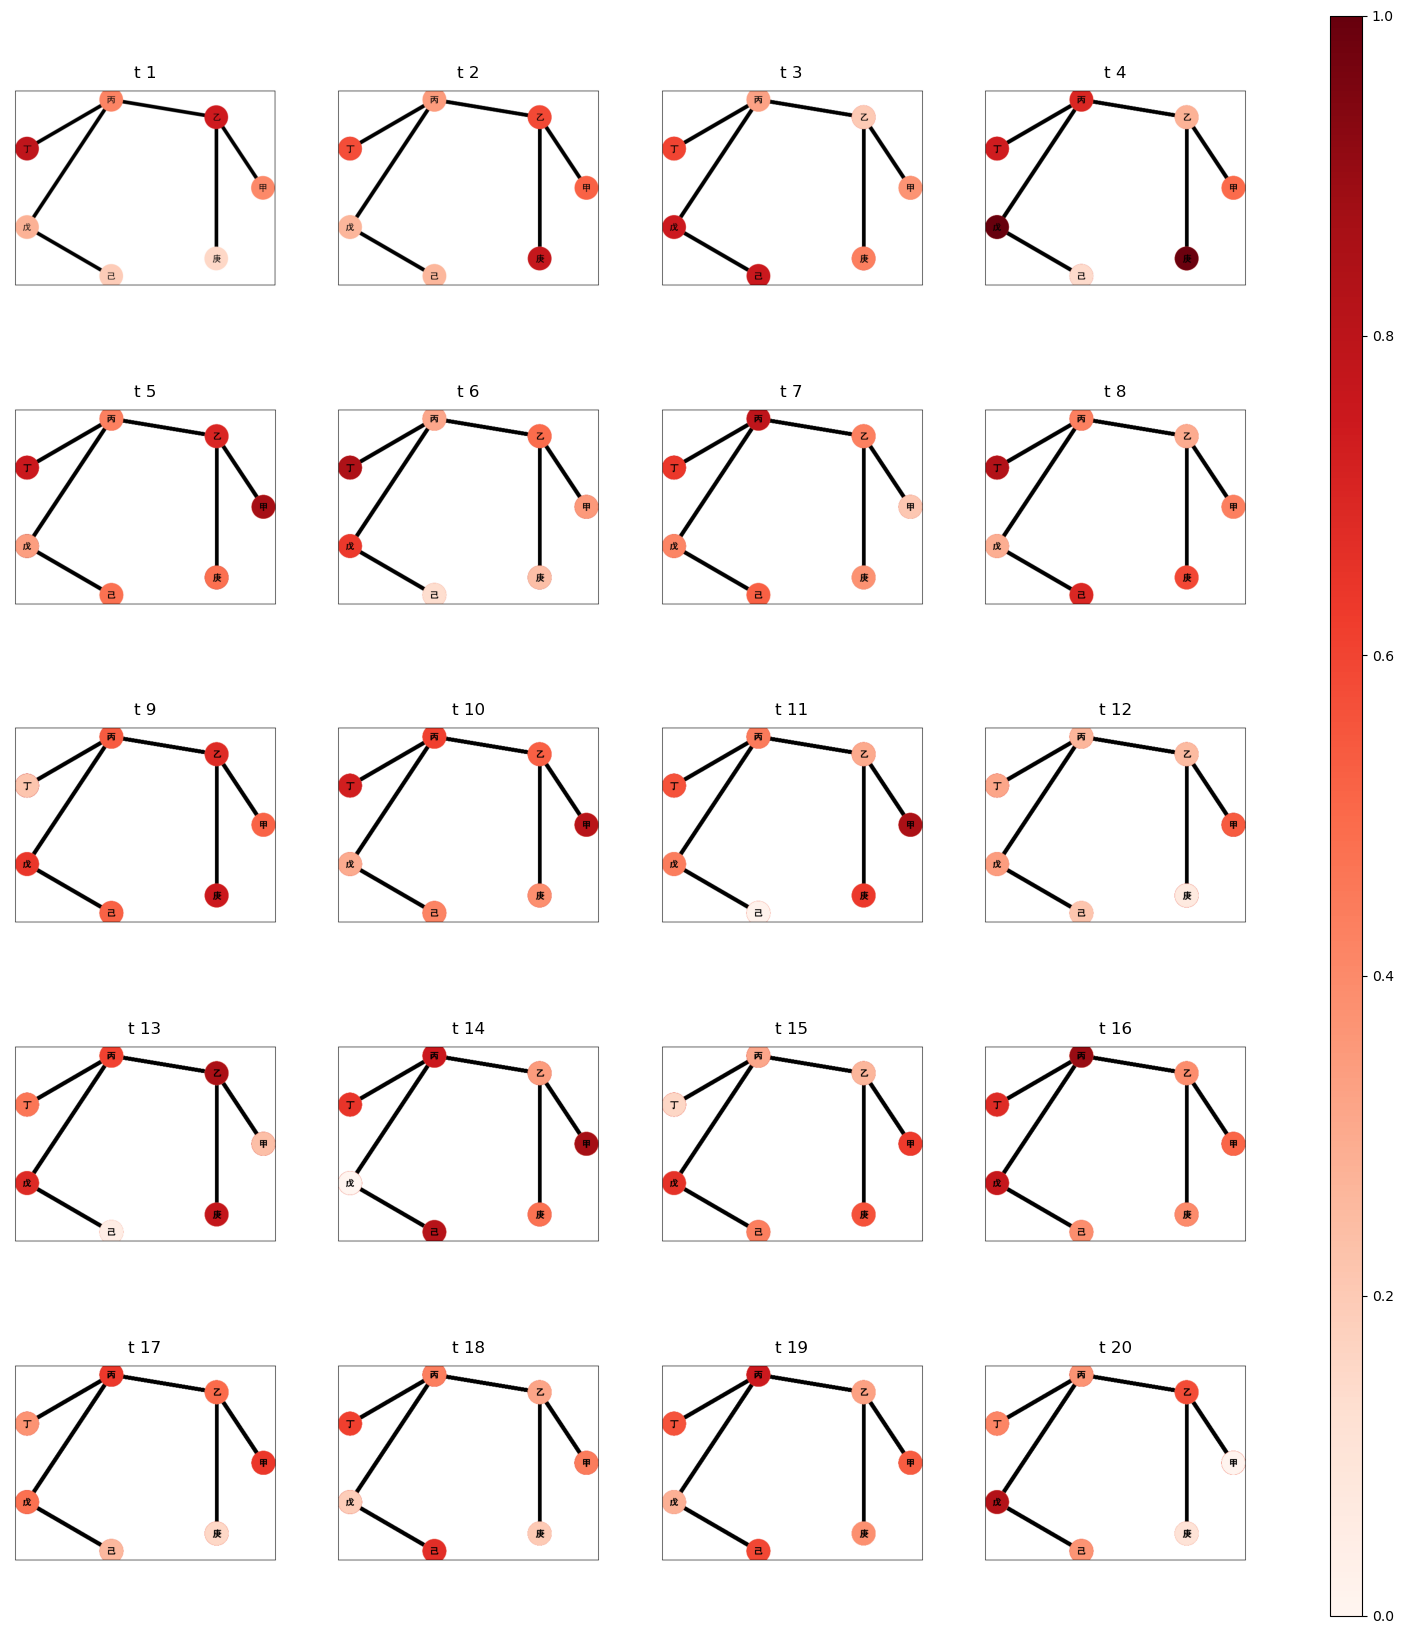 1.0
t 1 t 2 t 3 t 4
丙 丙 丙 丙
乙 乙 乙 乙
丁 丁 丁 丁
甲 甲 甲 甲
戊 戊 戊 戊
庚 庚 庚 庚
己 己 己 己
0.8
t 5 t 6 t 7 t 8
丙 丙 丙 丙
乙 乙 乙 乙
丁 丁 丁 丁
甲 甲 甲 甲
戊 戊 戊 戊
庚 庚 庚 庚
己 己 己 己
0.6
t 9 t 10 t 11 t 12
丙 丙 丙 丙
乙 乙 乙 乙
丁 丁 丁 丁
甲 甲 甲 甲
戊 戊 戊 戊
庚 庚 庚 庚
己 己 己 己
0.4
t 13 t 14 t 15 t 16
丙 丙 丙 丙
乙 乙 乙 乙
丁 丁 丁 丁
甲 甲 甲 甲
戊 戊 戊 戊
庚 庚 庚 庚
己 己 己 己
0.2
t 17 t 18 t 19 t 20
丙 丙 丙 丙
乙 乙 乙 乙
丁 丁 丁 丁
甲 甲 甲 甲
戊 戊 戊 戊
庚 庚 庚 庚
己 己 己 己
0.0